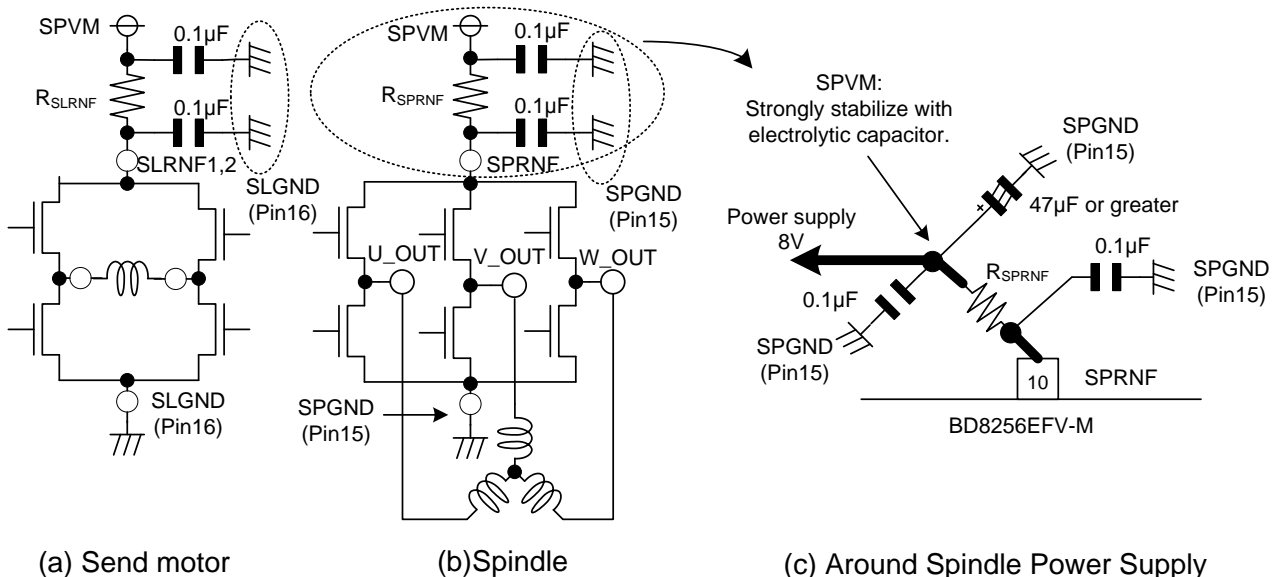 SPVM
0.1µF
RSLRNF
0.1µF
SLRNF1,2
SLGND
(Pin16)
SLGND
(Pin16)
(a) Send motor
SPVM
0.1µF
RSPRNF
0.1µF
SPRNF
SPGND
(Pin15)
U_OUT
V_OUT
W_OUT
SPGND
(Pin15)
(b)Spindle
SPVM:
Strongly stabilize with
electrolytic capacitor.
SPGND
(Pin15)
+
47µF or greater
Power supply
8V
0.1µF
RSPRNF
SPGND
(Pin15)
0.1µF
SPGND
(Pin15)
10
SPRNF
BD8256EFV-M
(c) Around Spindle Power Supply